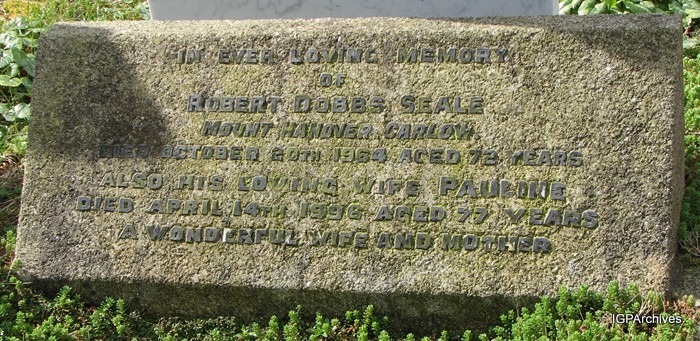 IN EVER LOVING MEMORY
OF
ROBERT DOBBS SEALE
MOUNT HANOVER, CARLOW
DIED OCTOBER 20TH 1964 AGED 72 YEARS
ALSO HIS LOVING WIFE PAULINE
DIED APRIL 14TH 1996 AGED 77 YEARS
A WONDERFUL WIFE AND MOTHER
IGPArchives